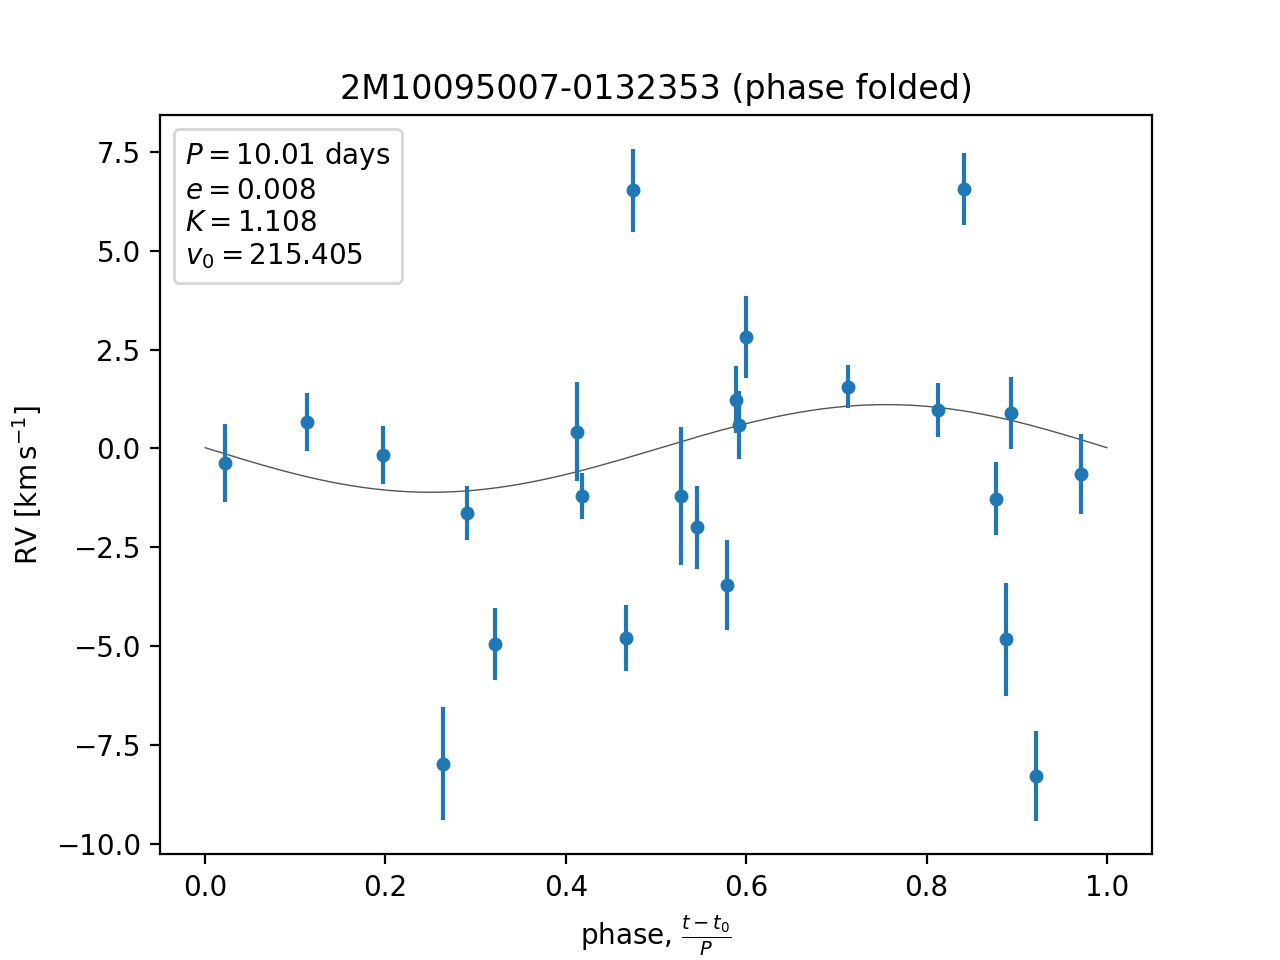 2M10095007-0132353 (phase folded)
P = 10.01 days
e = 0.008
K = 1.108
v₀ = 215.405
7.5
5.0
2.5
0.0
−2.5
−5.0
−7.5
−10.0
RV [km s⁻¹]
0.0 0.2 0.4 0.6 0.8 1.0
phase, (t − t₀)/P